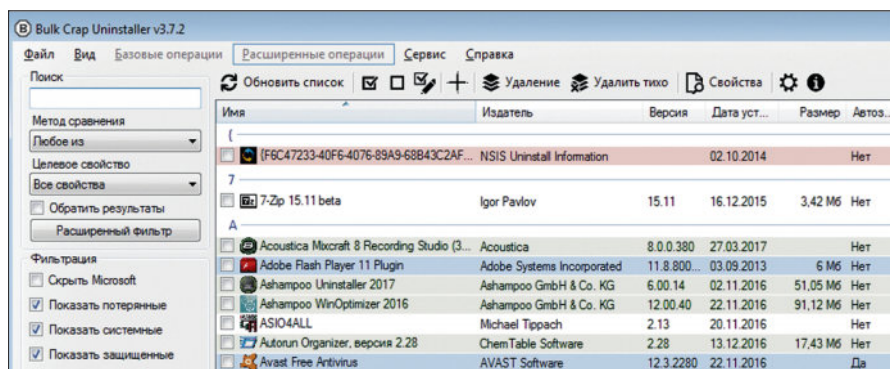 Bulk Crap Uninstaller v3.7.2
Файл Вид Базовые операции Расширенные операции Сервис Справка
Поиск
Обновить список Удаление Удалить тихо Свойства
Метод сравнения
Любое из
Целевое свойство
Все свойства
Обратить результаты
Расширенный фильтр
Фильтрация
Скрыть Microsoft
Показать потерянные
Показать системные
Показать защищенные
Имя Издатель Версия Дата уст... Размер Автоз...
{
{F6C47233-40F6-4076-89A9-68B43C2AF... NSIS Uninstall Information 02.10.2014 Нет
7
7-Zip 15.11 beta Igor Pavlov 15.11 16.12.2015 3,42 Мб Нет
A
Acoustica Mixcraft 8 Recording Studio (3... Acoustica 8.0.0.380 27.03.2017 Нет
Adobe Flash Player 11 Plugin Adobe Systems Incorporated 11.8.800... 03.09.2013 6 Мб Нет
Ashampoo Uninstaller 2017 Ashampoo GmbH & Co. KG 6.00.14 02.11.2016 51,05 Мб Нет
Ashampoo WinOptimizer 2016 Ashampoo GmbH & Co. KG 12.00.40 22.11.2016 91,12 Мб Нет
ASIO4ALL Michael Tippach 2.13 20.11.2016 Нет
Autorun Organizer, версия 2.28 ChemTable Software 2.28 13.12.2016 17,43 Мб Нет
Avast Free Antivirus AVAST Software 12.3.2280 22.11.2016 Да